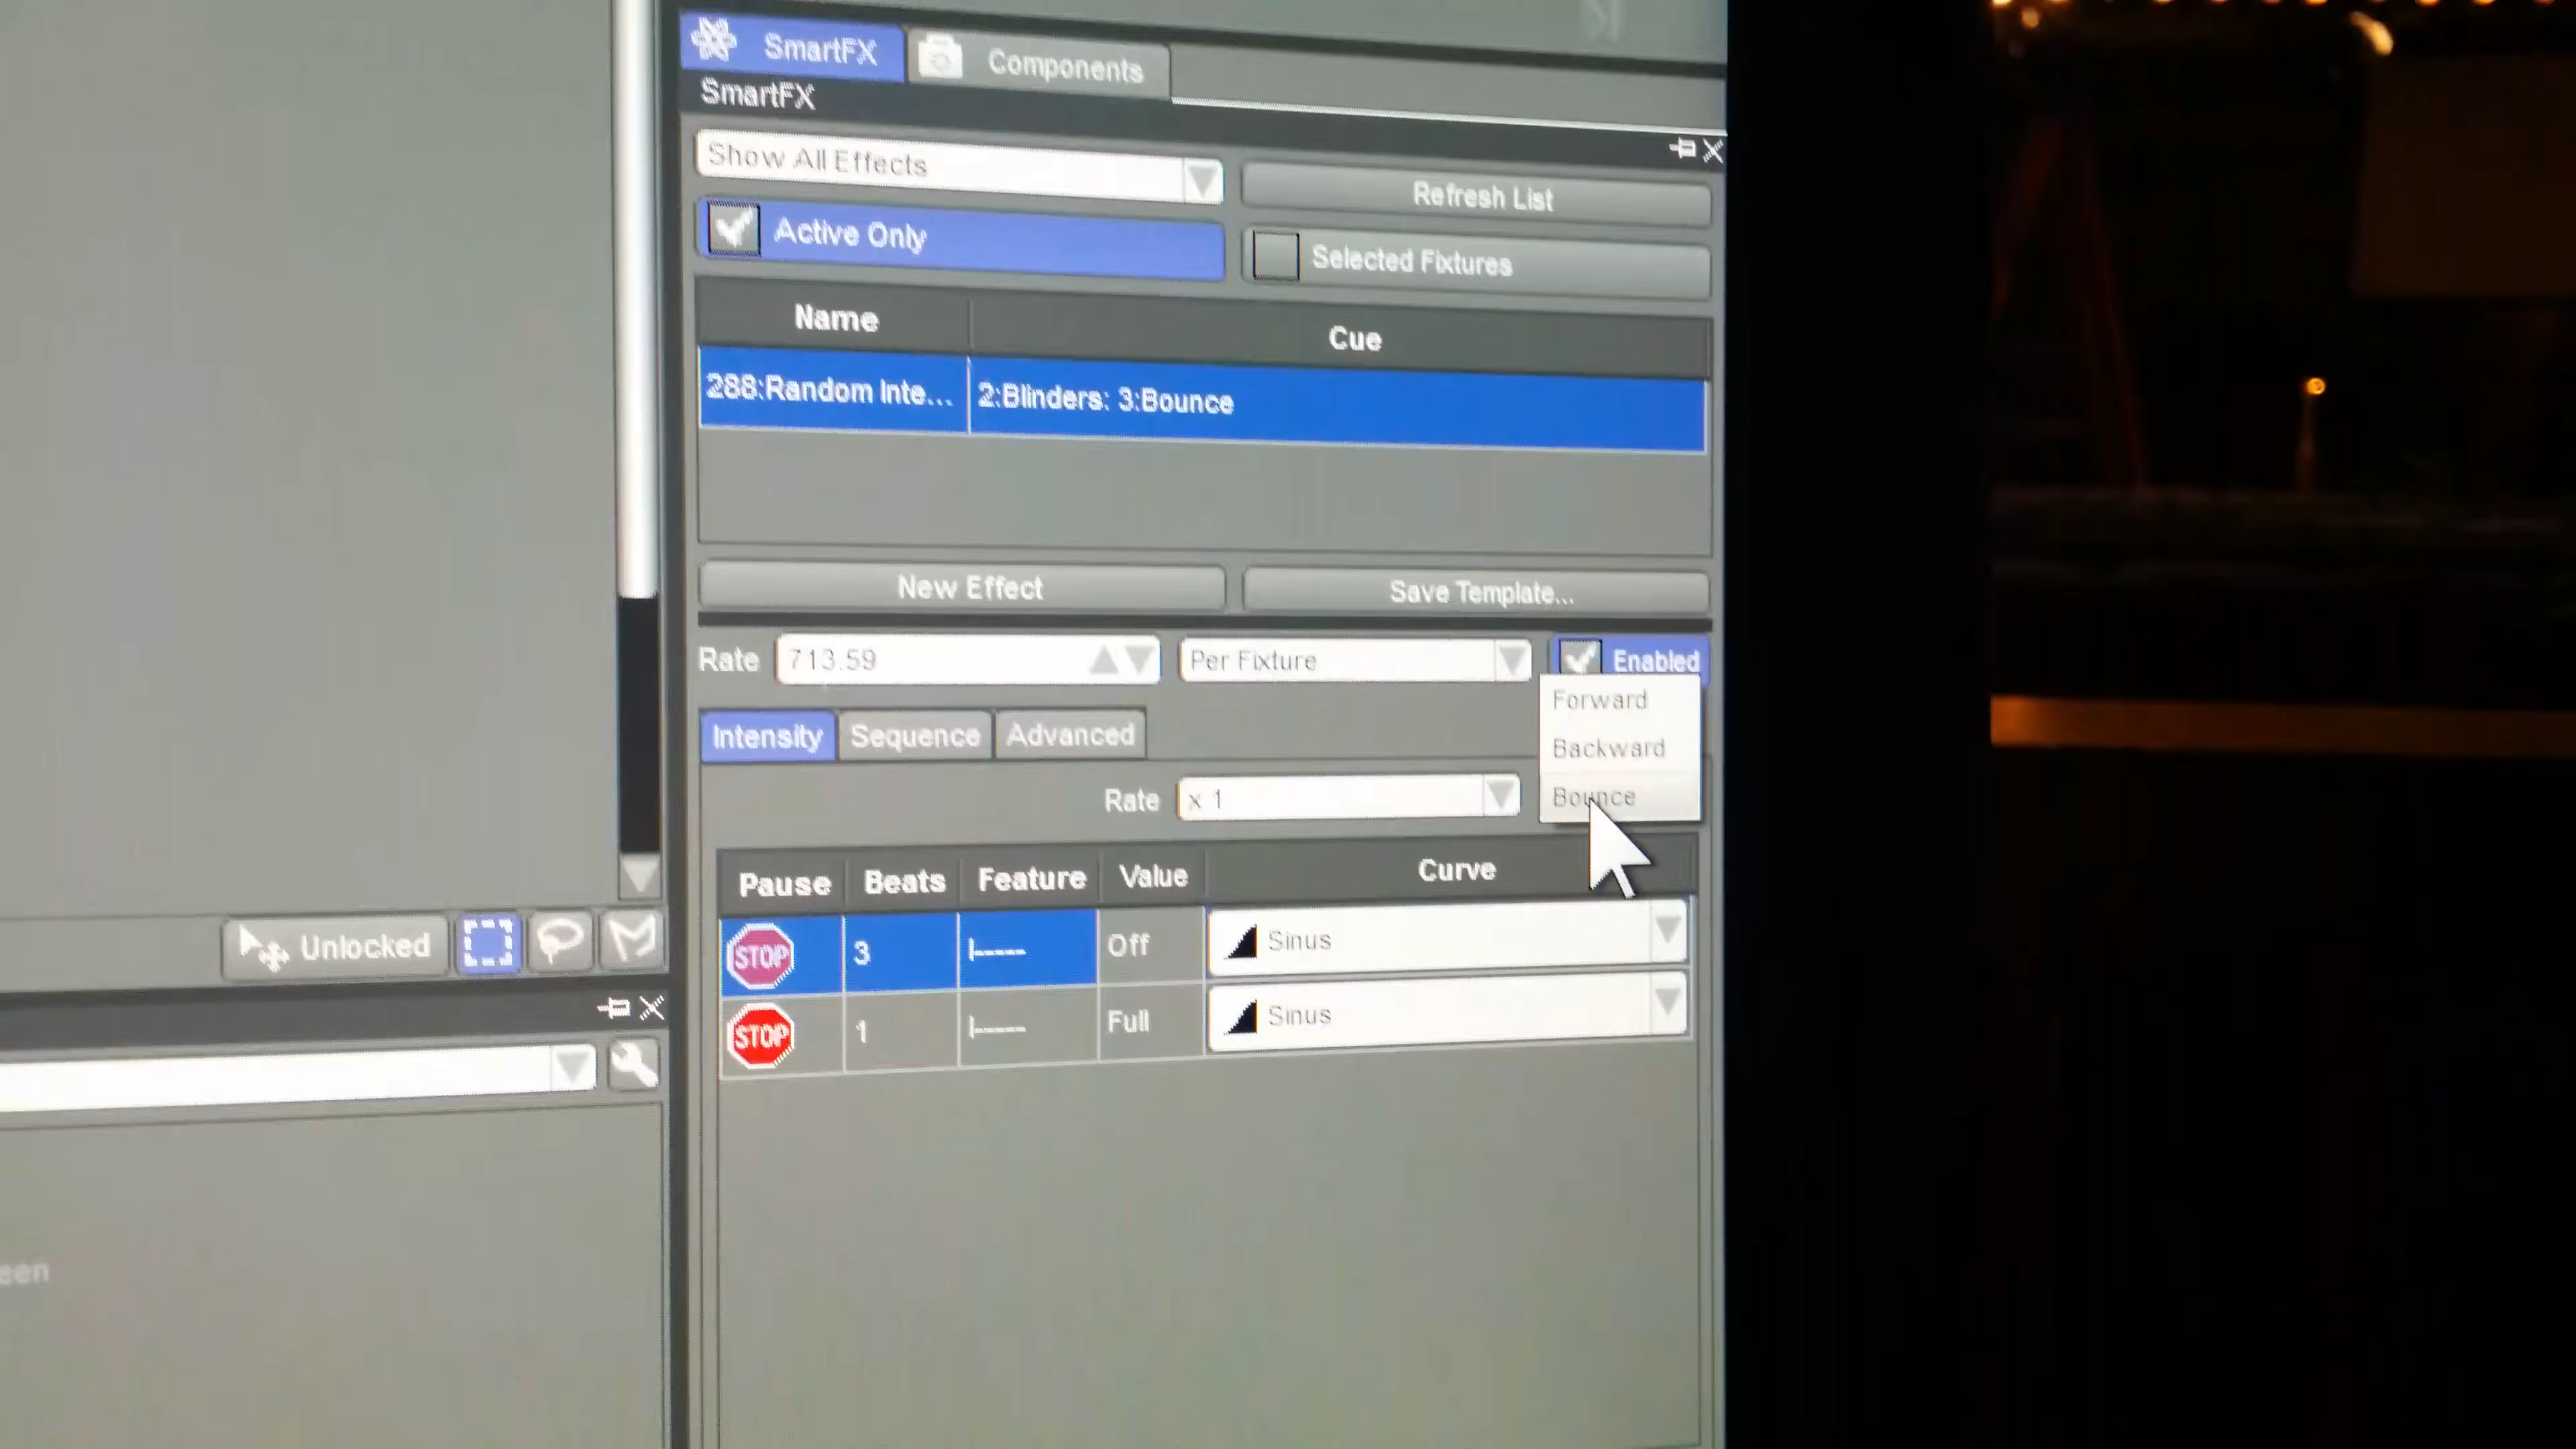 SmartFX Components
SmartFX
Show All Effects Refresh List
Active Only Selected Fixtures
Name Cue
288:Random Inte... 2:Blinders: 3:Bounce
New Effect Save Template...
Rate 713.59 Per Fixture Enabled
Forward
Intensity Sequence Advanced
Backward
Rate x 1 Bounce
Pause Beats Feature Value Curve
STOP 3 Off Sinus
STOP 1 Full Sinus
Unlocked
een